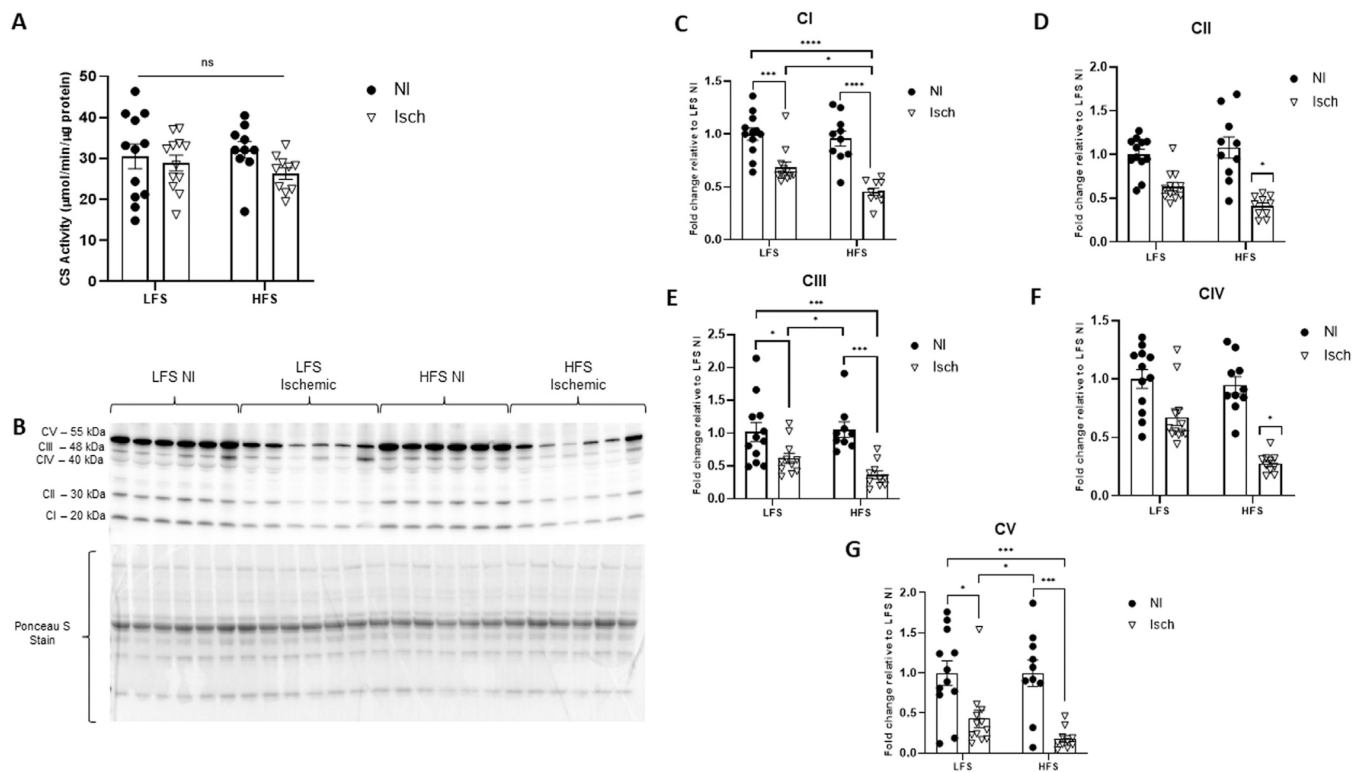 A
ns
CS Activity (µmol/min/µg protein)
50
40
30
20
10
0
LFS
HFS
NI
Isch
B
LFS NI
LFS
Ischemic
HFS NI
HFS
Ischemic
CV – 55 kDa
CIII – 48 kDa
CIV – 40 kDa
CII – 30 kDa
CI – 20 kDa
Ponceau S
Stain
C
CI
****
*
***
****
Fold change relative to LFS NI
1.5
1.0
0.5
0.0
LFS
HFS
NI
Isch
D
CII
*
Fold change relative to LFS NI
2.0
1.5
1.0
0.5
0.0
LFS
HFS
NI
Isch
E
CIII
***
*
*
***
Fold change relative to LFS NI
2.5
2.0
1.5
1.0
0.5
0.0
LFS
HFS
NI
Isch
F
CIV
*
Fold change relative to LFS NI
1.5
1.0
0.5
0.0
LFS
HFS
NI
Isch
G
CV
***
*
*
***
Fold change relative to LFS NI
2.0
1.5
1.0
0.5
0.0
LFS
HFS
NI
Isch